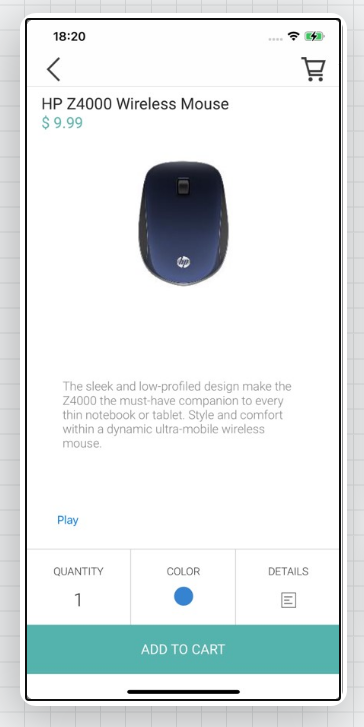 18:20
HP Z4000 Wireless Mouse
$ 9.99
hp
The sleek and low-profiled design make the
Z4000 the must-have companion to every
thin notebook or tablet. Style and comfort
within a dynamic ultra-mobile wireless
mouse.
Play
QUANTITY COLOR DETAILS
1
ADD TO CART